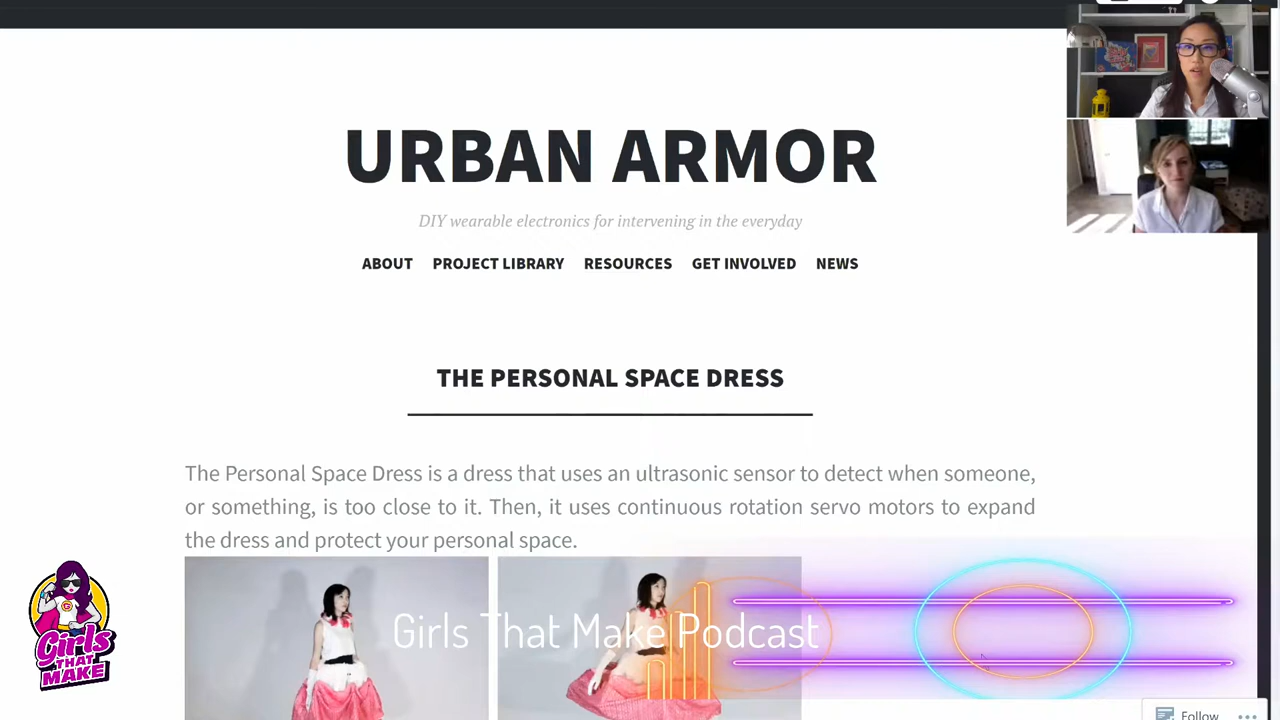 URBAN ARMOR
DIY wearable electronics for intervening in the everyday
ABOUT PROJECT LIBRARY RESOURCES GET INVOLVED NEWS
THE PERSONAL SPACE DRESS
The Personal Space Dress is a dress that uses an ultrasonic sensor to detect when someone,
or something, is too close to it. Then, it uses continuous rotation servo motors to expand
the dress and protect your personal space.
Girls That Make Podcast
Girls
THAT
MAKE
Follow